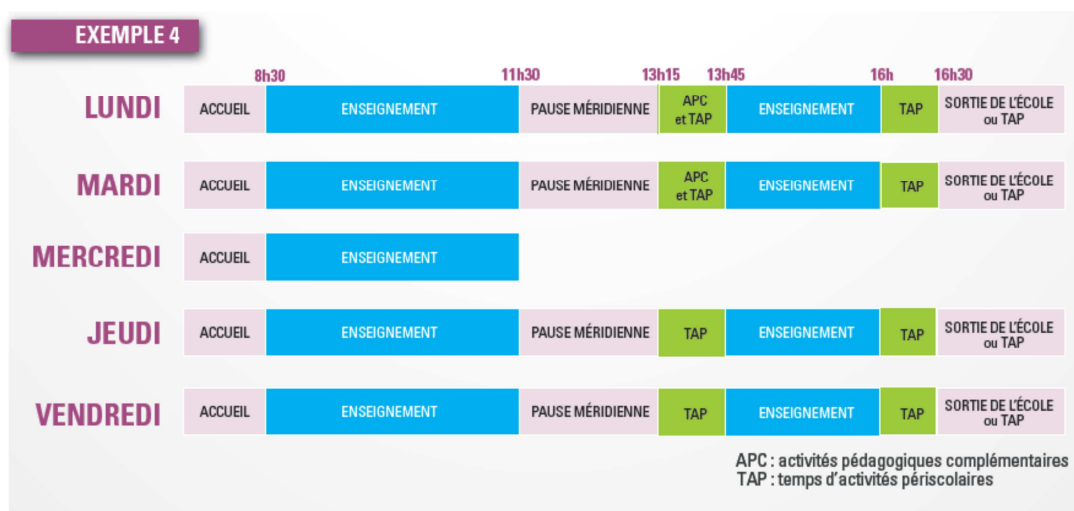 EXEMPLE 4
8h30 11h30 13h15 13h45 16h 16h30
LUNDI ACCUEIL ENSEIGNEMENT PAUSE MÉRIDIENNE APC et TAP ENSEIGNEMENT TAP SORTIE DE L'ÉCOLE ou TAP
MARDI ACCUEIL ENSEIGNEMENT PAUSE MÉRIDIENNE APC et TAP ENSEIGNEMENT TAP SORTIE DE L'ÉCOLE ou TAP
MERCREDI ACCUEIL ENSEIGNEMENT
JEUDI ACCUEIL ENSEIGNEMENT PAUSE MÉRIDIENNE TAP ENSEIGNEMENT TAP SORTIE DE L'ÉCOLE ou TAP
VENDREDI ACCUEIL ENSEIGNEMENT PAUSE MÉRIDIENNE TAP ENSEIGNEMENT TAP SORTIE DE L'ÉCOLE ou TAP
APC : activités pédagogiques complémentaires
TAP : temps d'activités périscolaires